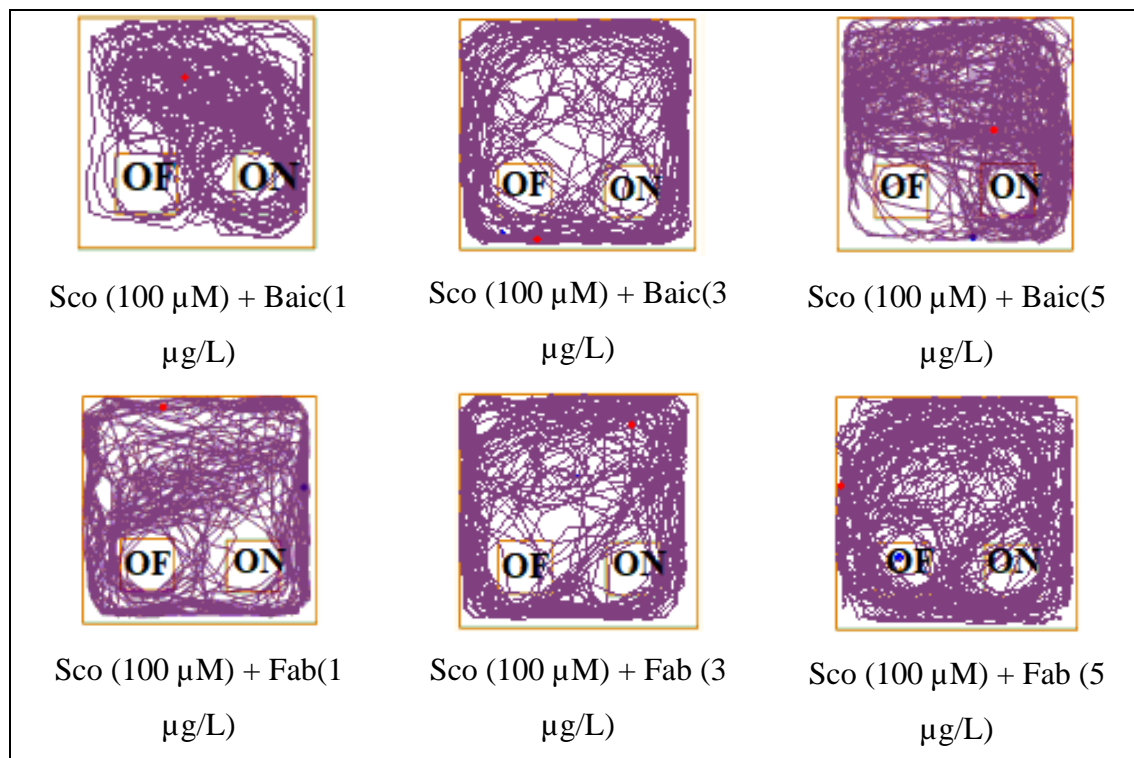 OF ON
OF ON
OF ON
Sco (100 µM) + Baic(1
µg/L)
Sco (100 µM) + Baic(3
µg/L)
Sco (100 µM) + Baic(5
µg/L)
OF ON
OF ON
OF ON
Sco (100 µM) + Fab(1
µg/L)
Sco (100 µM) + Fab (3
µg/L)
Sco (100 µM) + Fab (5
µg/L)